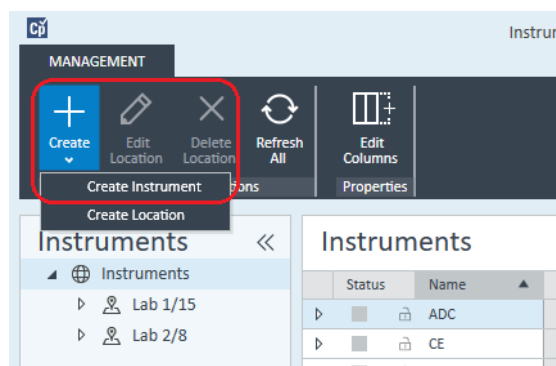 Cp
Instru
MANAGEMENT
Create
Edit Location
Delete Location
Refresh All
Edit Columns
Create Instrument
ons
Properties
Create Location
Instruments
Instruments
Instruments
Status
Name
Lab 1/15
ADC
Lab 2/8
CE